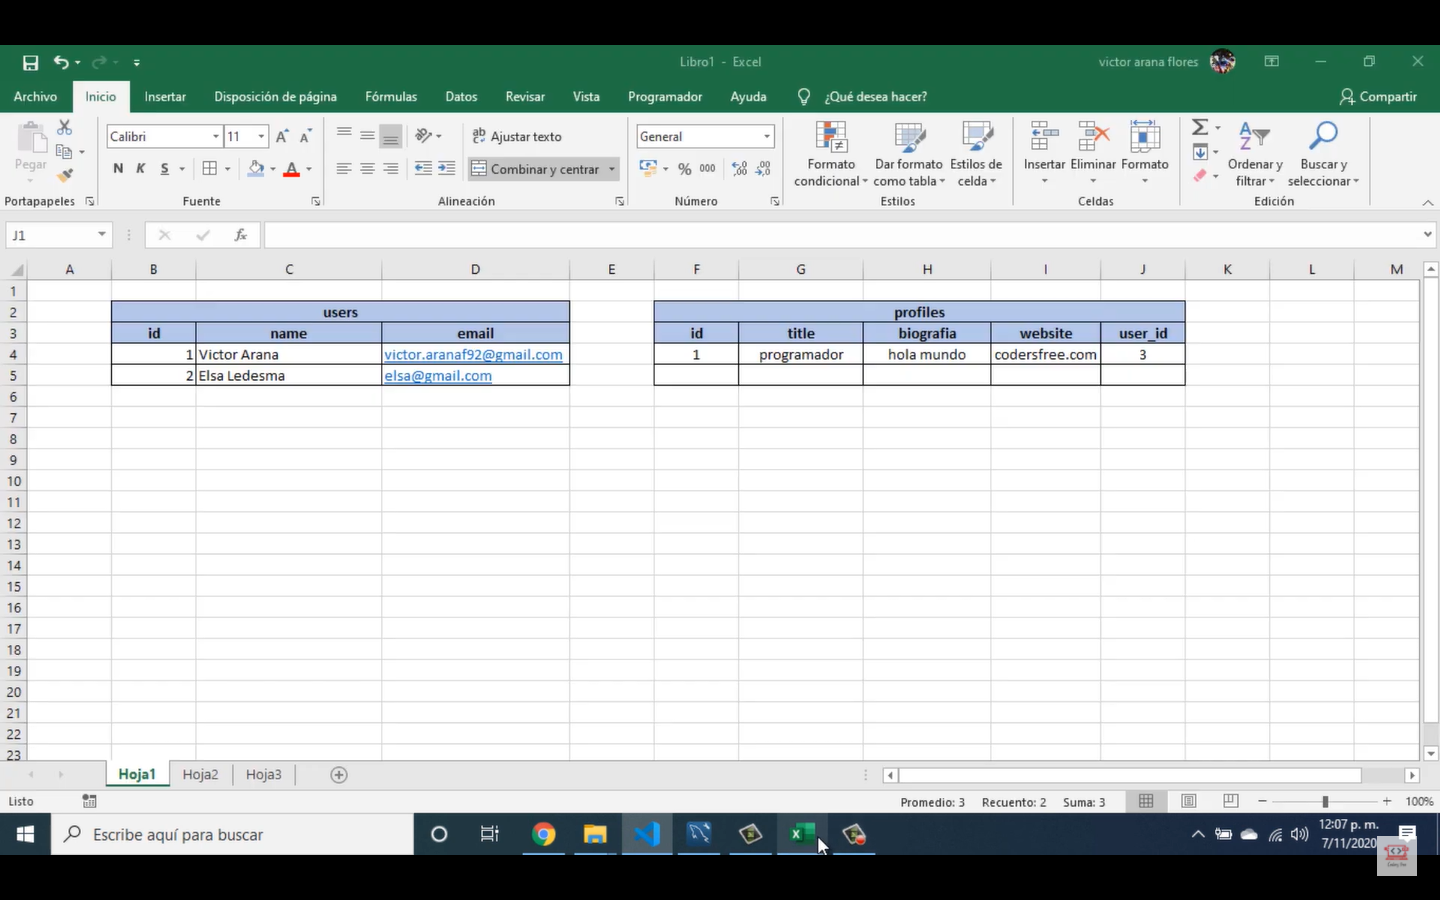 Libro1 - Excel
victor arana flores
Archivo Inicio Insertar Disposición de página Fórmulas Datos Revisar Vista Programador Ayuda ¿Qué desea hacer? Compartir
Pegar
Calibri 11
N K S
Ajustar texto
Combinar y centrar
General
% 000
Formato condicional
Dar formato como tabla
Estilos de celda
Insertar Eliminar Formato
Ordenar y filtrar
Buscar y seleccionar
Portapapeles Fuente Alineación Número Estilos Celdas Edición
J1 fx
A B C D E F G H I J K L M
1
2 users profiles
3 id name email id title biografia website user_id
4 1 Victor Arana victor.aranaf92@gmail.com 1 programador hola mundo codersfree.com 3
5 2 Elsa Ledesma elsa@gmail.com
6
7
8
9
10
11
12
13
14
15
16
17
18
19
20
21
22
23
Hoja1 Hoja2 Hoja3
Listo Promedio: 3 Recuento: 2 Suma: 3 100%
Escribe aquí para buscar
12:07 p. m.
7/11/2020